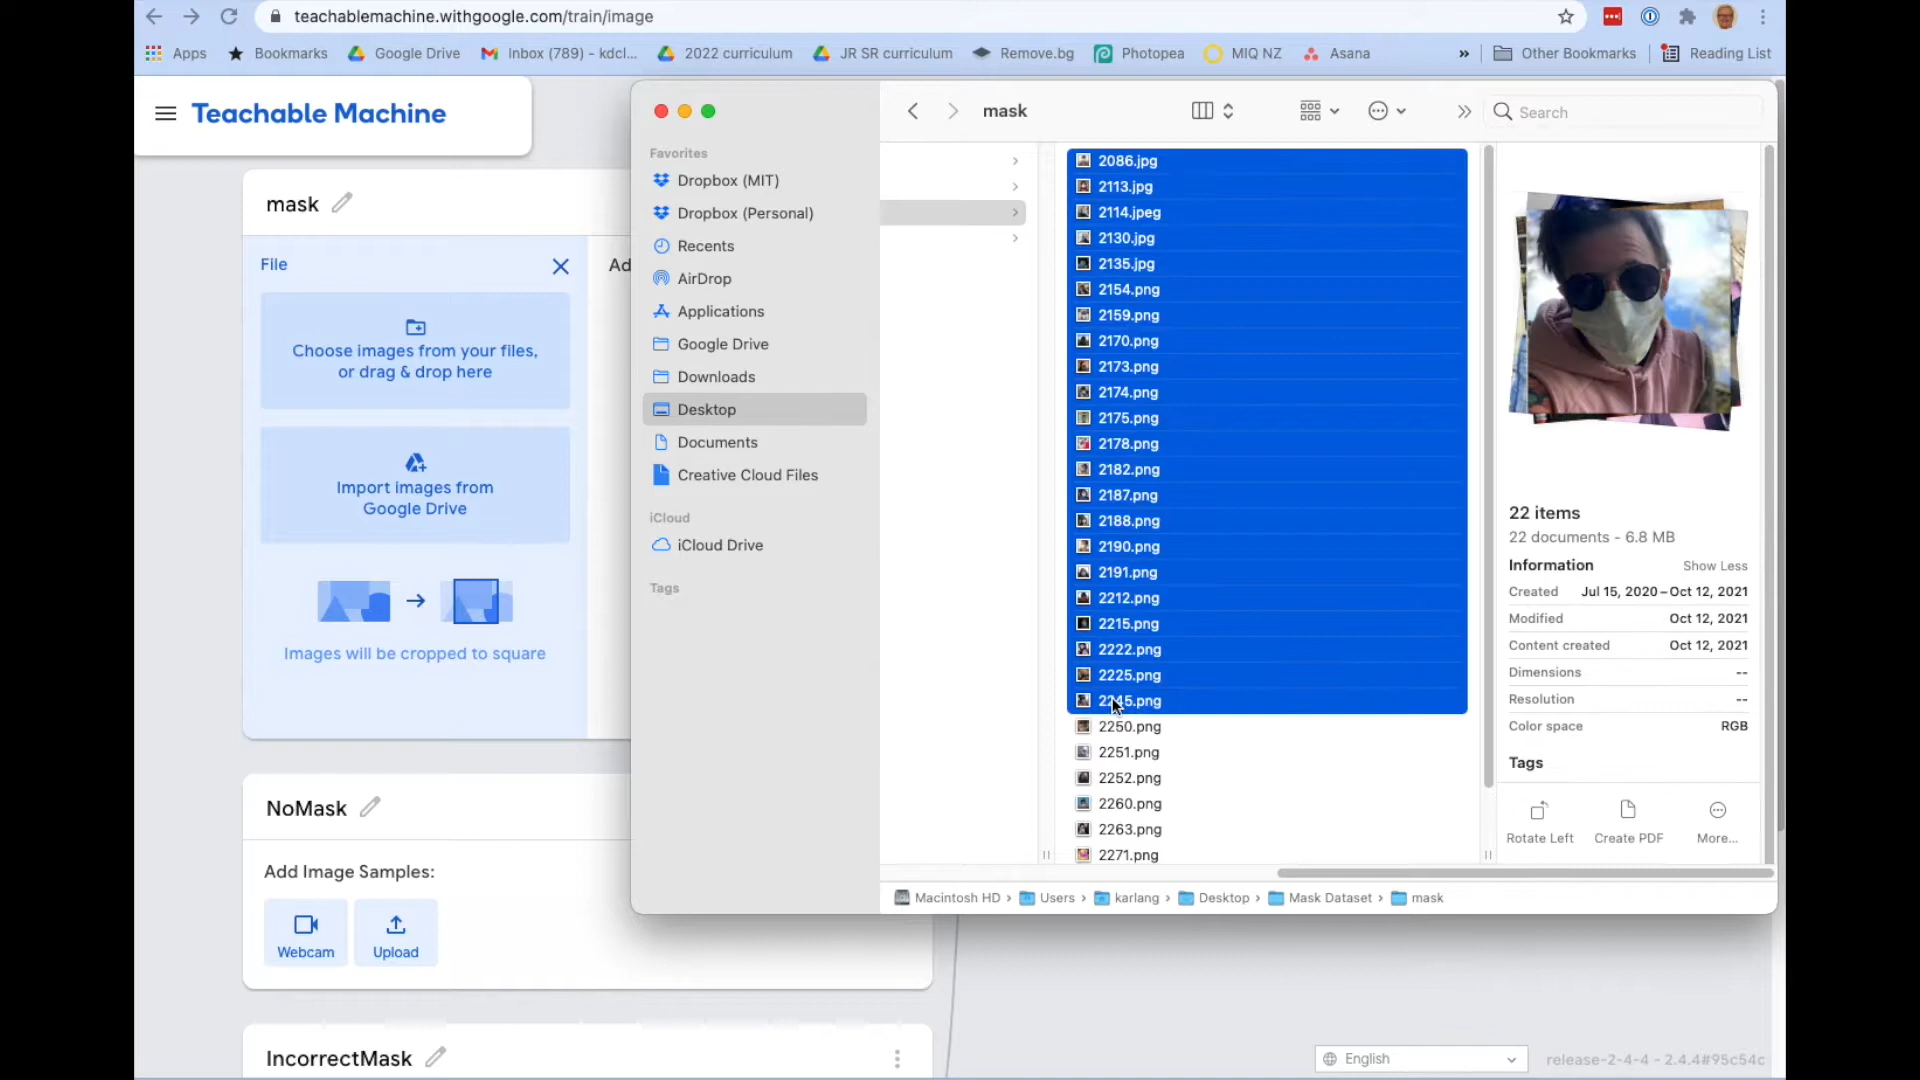 teachablemachine.withgoogle.com/train/image
Apps
Bookmarks
Google Drive
Inbox (789) - kdcl...
2022 curriculum
JR SR curriculum
Remove.bg
Photopea
MIQ NZ
Asana
»
Other Bookmarks
Reading List
Teachable Machine
mask
File
Choose images from your files,
or drag & drop here
Import images from
Google Drive
Images will be cropped to square
Ad
NoMask
Add Image Samples:
Webcam
Upload
IncorrectMask
mask
Search
Favorites
Dropbox (MIT)
Dropbox (Personal)
Recents
AirDrop
Applications
Google Drive
Downloads
Desktop
Documents
Creative Cloud Files
iCloud
iCloud Drive
Tags
2086.jpg
2113.jpg
2114.jpeg
2130.jpg
2135.jpg
2154.png
2159.png
2170.png
2173.png
2174.png
2175.png
2178.png
2182.png
2187.png
2188.png
2190.png
2191.png
2212.png
2215.png
2222.png
2225.png
2245.png
2250.png
2251.png
2252.png
2260.png
2263.png
2271.png
22 items
22 documents - 6.8 MB
Information Show Less
Created Jul 15, 2020 – Oct 12, 2021
Modified Oct 12, 2021
Content created Oct 12, 2021
Dimensions --
Resolution --
Color space RGB
Tags
Rotate Left
Create PDF
More...
Macintosh HD › Users › karlang › Desktop › Mask Dataset › mask
English
release-2-4-4 - 2.4.4#95c54c